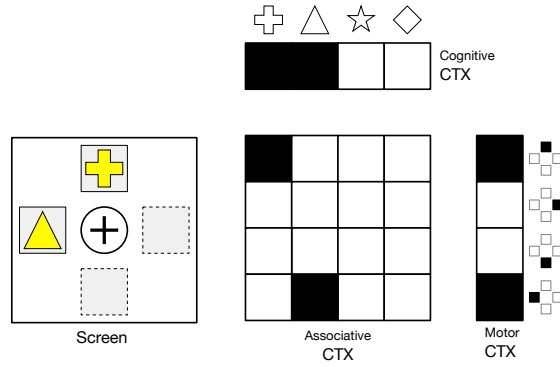 Cognitive
CTX
Screen
Associative
CTX
Motor
CTX